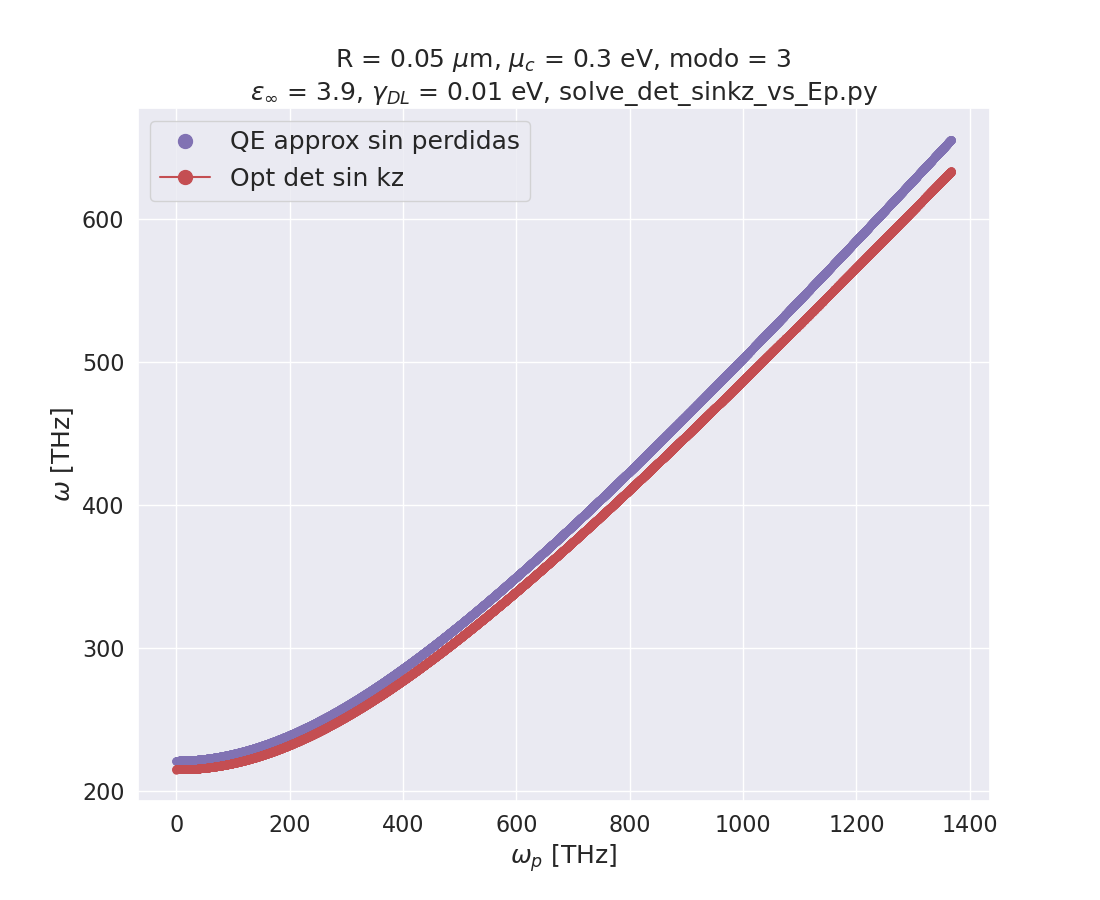 R = 0.05 μm, μ_c = 0.3 eV, modo = 3
ε_∞ = 3.9, γ_DL = 0.01 eV, solve_det_sinkz_vs_Ep.py
QE approx sin perdidas
Opt det sin kz
600
500
400
300
200
ω [THz]
0 200 400 600 800 1000 1200 1400
ω_p [THz]